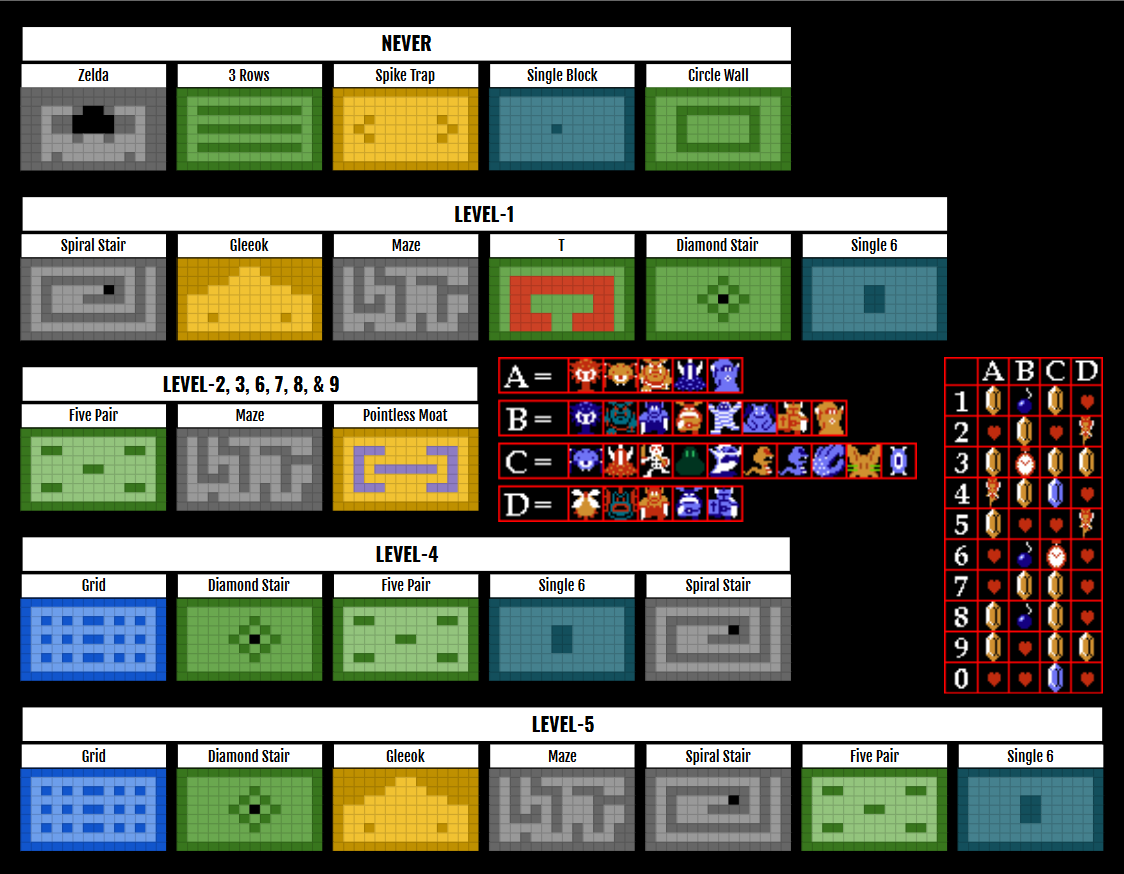 NEVER
Zelda 3 Rows Spike Trap Single Block Circle Wall
LEVEL-1
Spiral Stair Gleeok Maze T Diamond Stair Single 6
LEVEL-2, 3, 6, 7, 8, & 9
Five Pair Maze Pointless Moat
A =
B =
C =
D =
A B C D
1
2
3
4
5
6
7
8
9
0
LEVEL-4
Grid Diamond Stair Five Pair Single 6 Spiral Stair
LEVEL-5
Grid Diamond Stair Gleeok Maze Spiral Stair Five Pair Single 6